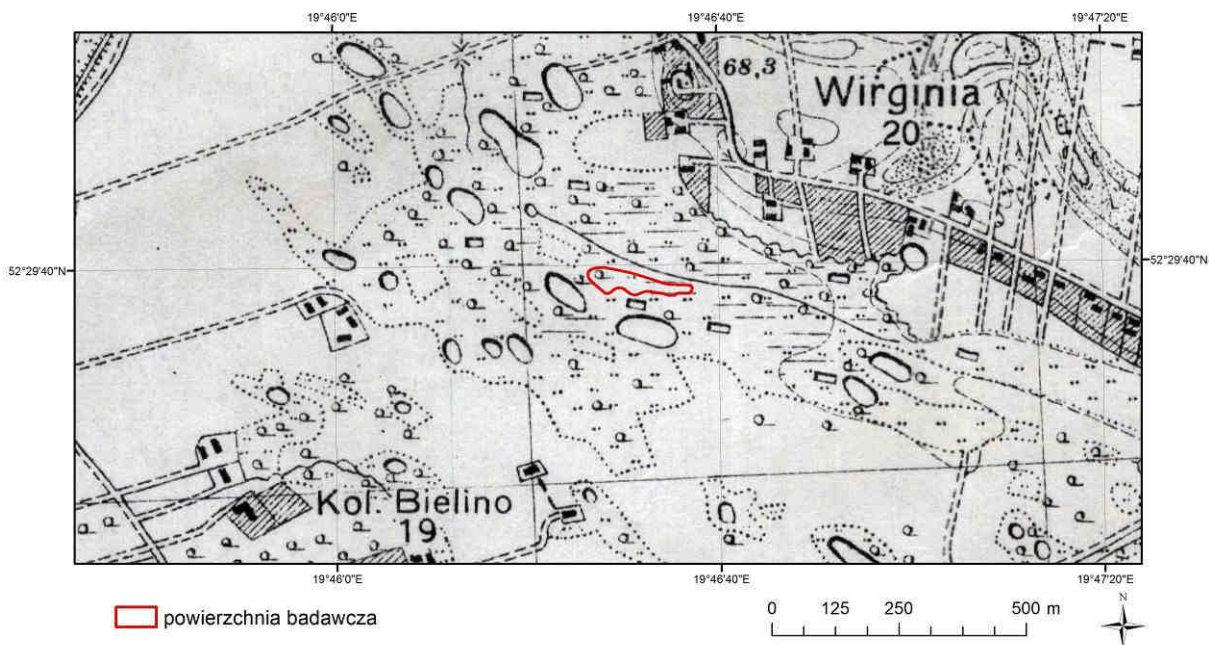 19°46'0"E
19°46'40"E
19°47'20"E
68,3
Wirginia
20
52°29'40"N
52°29'40"N
Kol. Bielino
19
19°46'0"E
19°46'40"E
19°47'20"E
powierzchnia badawcza
0 125 250 500 m
N